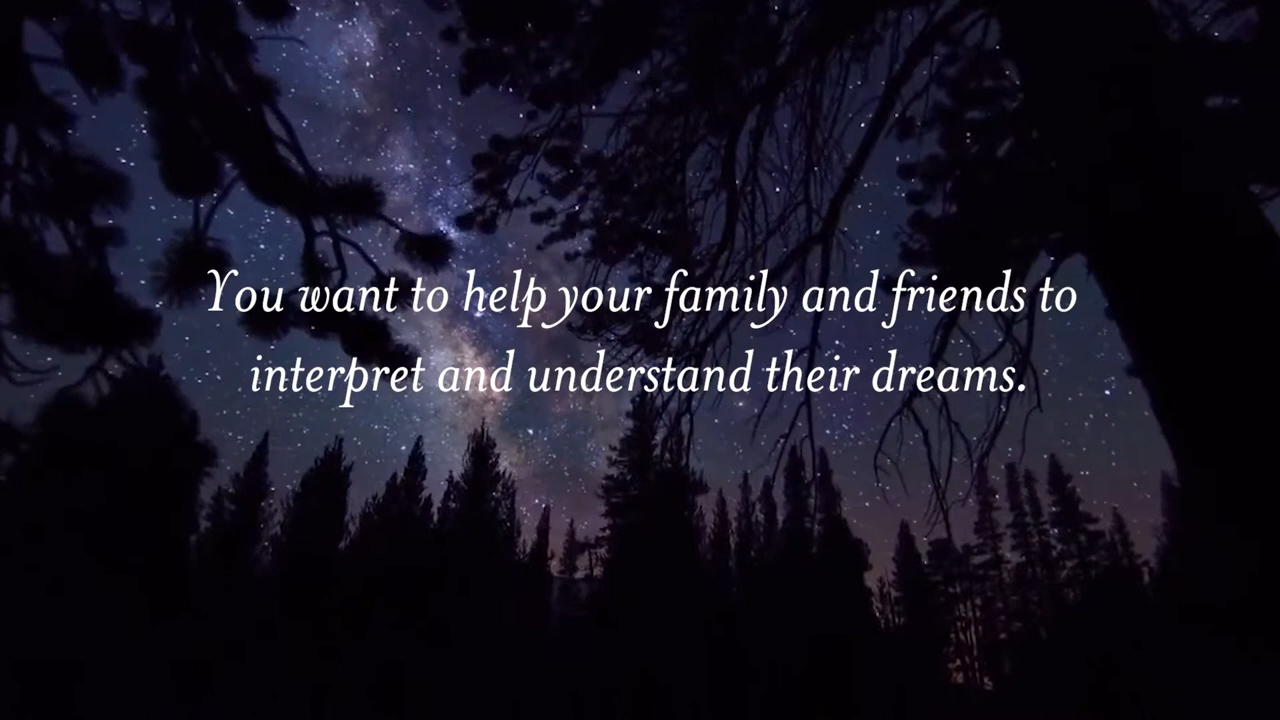 You want to help your family and friends to
interpret and understand their dreams.